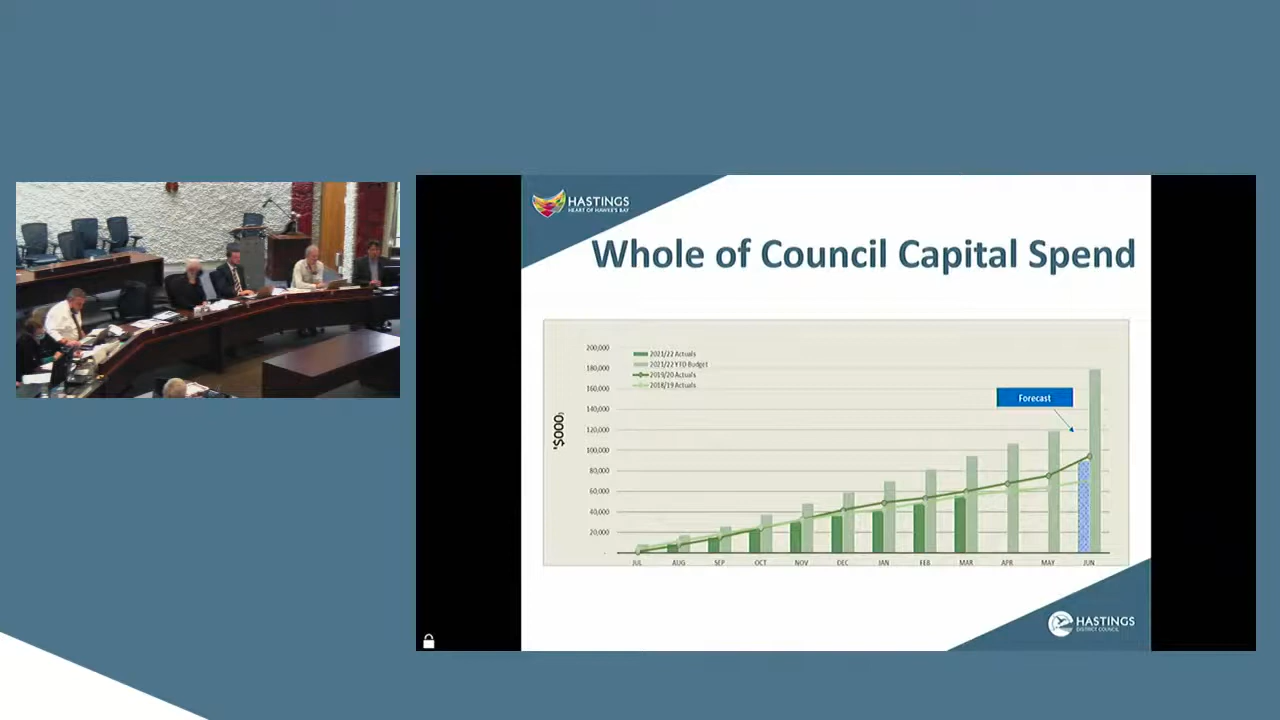 HASTINGS
HEART OF HAWKE'S BAY
Whole of Council Capital Spend
200,000
180,000
160,000
140,000
120,000
100,000
80,000
60,000
40,000
20,000
-
'$000,
2021/22 Actuals
2021/22 YTD Budget
2019/20 Actuals
2018/19 Actuals
Forecast
JUL AUG SEP OCT NOV DEC JAN FEB MAR APR MAY JUN
HASTINGS
DISTRICT COUNCIL